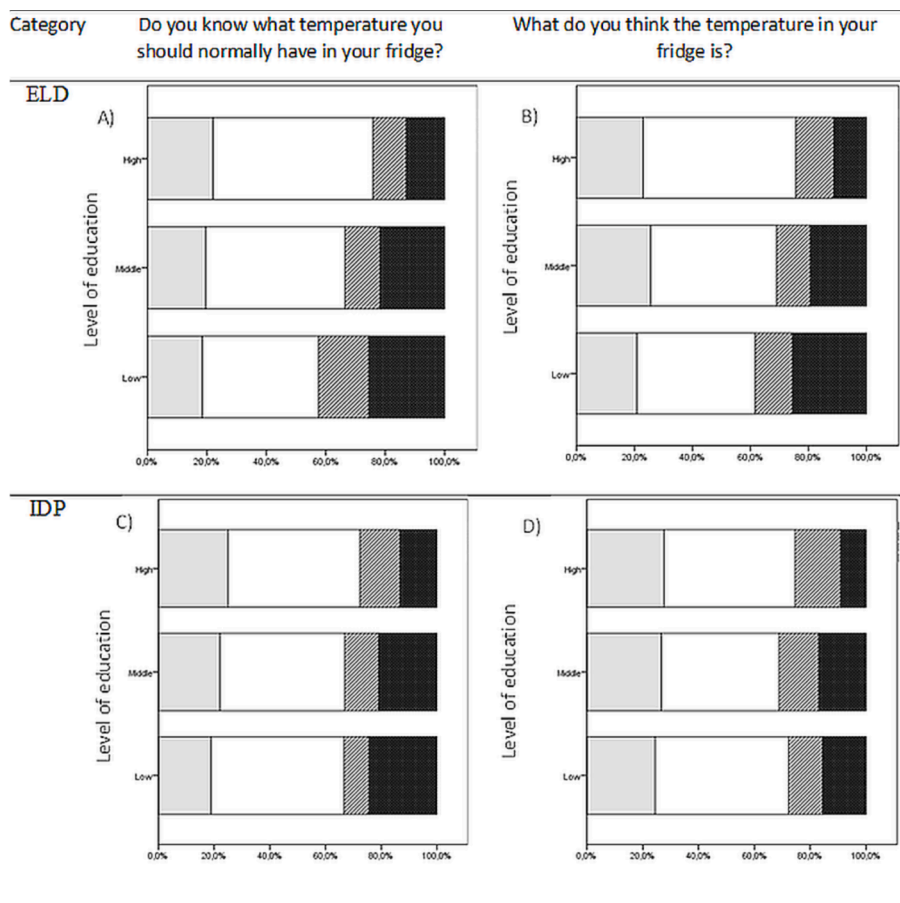 Category
Do you know what temperature you
should normally have in your fridge?
What do you think the temperature in your
fridge is?
ELD
A)
Level of education
High
Middle
Low
0,0% 20,0% 40,0% 60,0% 80,0% 100,0%
B)
Level of education
High
Middle
Low
0,0% 20,0% 40,0% 60,0% 80,0% 100,0%
IDP
C)
Level of education
High
Middle
Low
0,0% 20,0% 40,0% 60,0% 80,0% 100,0%
D)
Level of education
High
Middle
Low
0,0% 20,0% 40,0% 60,0% 80,0% 100,0%